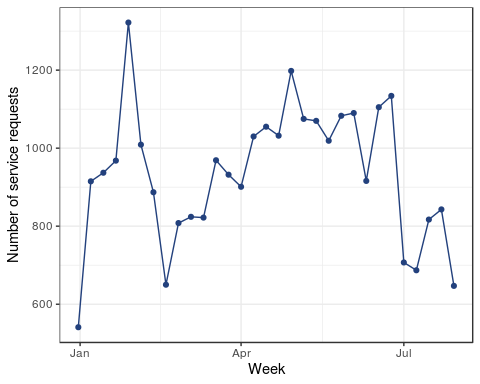 Number of service requests
1200
1000
800
600
Jan
Apr
Jul
Week